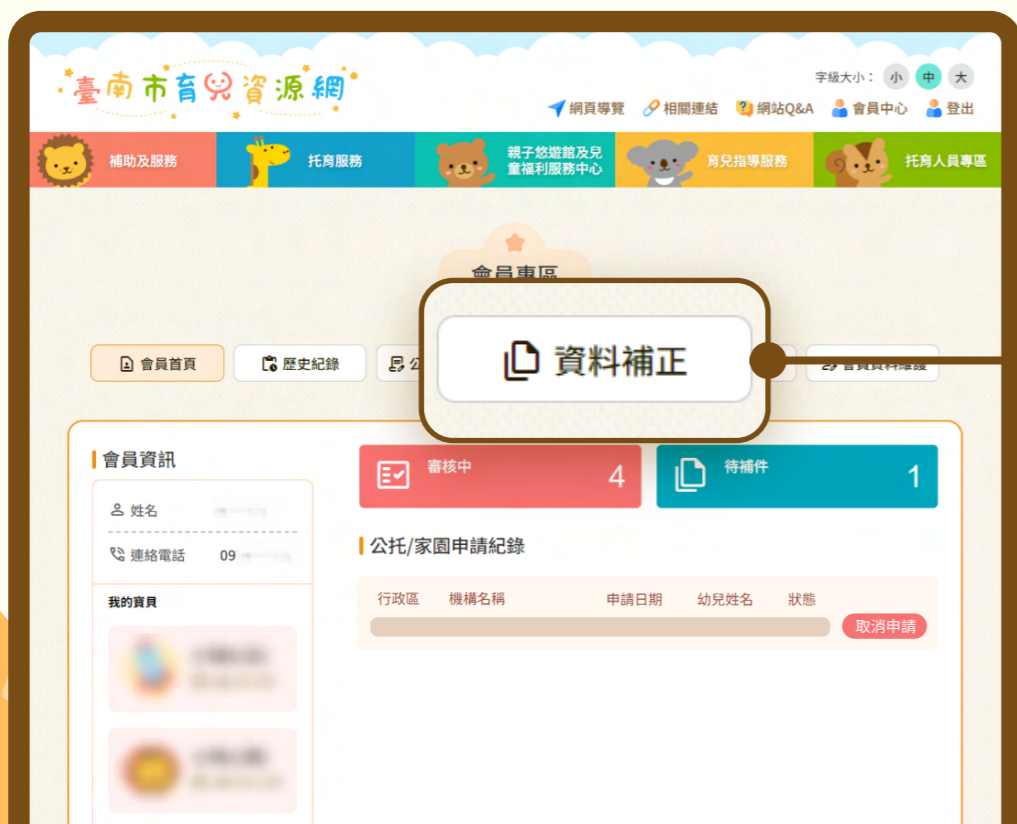 臺南市育兒資源網
字級大小： 小 中 大
網頁導覽 相關連結 網站Q&A 會員中心 登出
補助及服務
托育服務
親子悠遊館及兒
童福利服務中心
育兒指導服務
托育人員專區
會員專區
會員首頁
歷史紀錄
公
資料補正
會員資料維護
會員資訊
姓名
連絡電話 09
我的寶貝
審核中 4
待補件 1
公托/家園申請紀錄
行政區 機構名稱 申請日期 幼兒姓名 狀態
取消申請